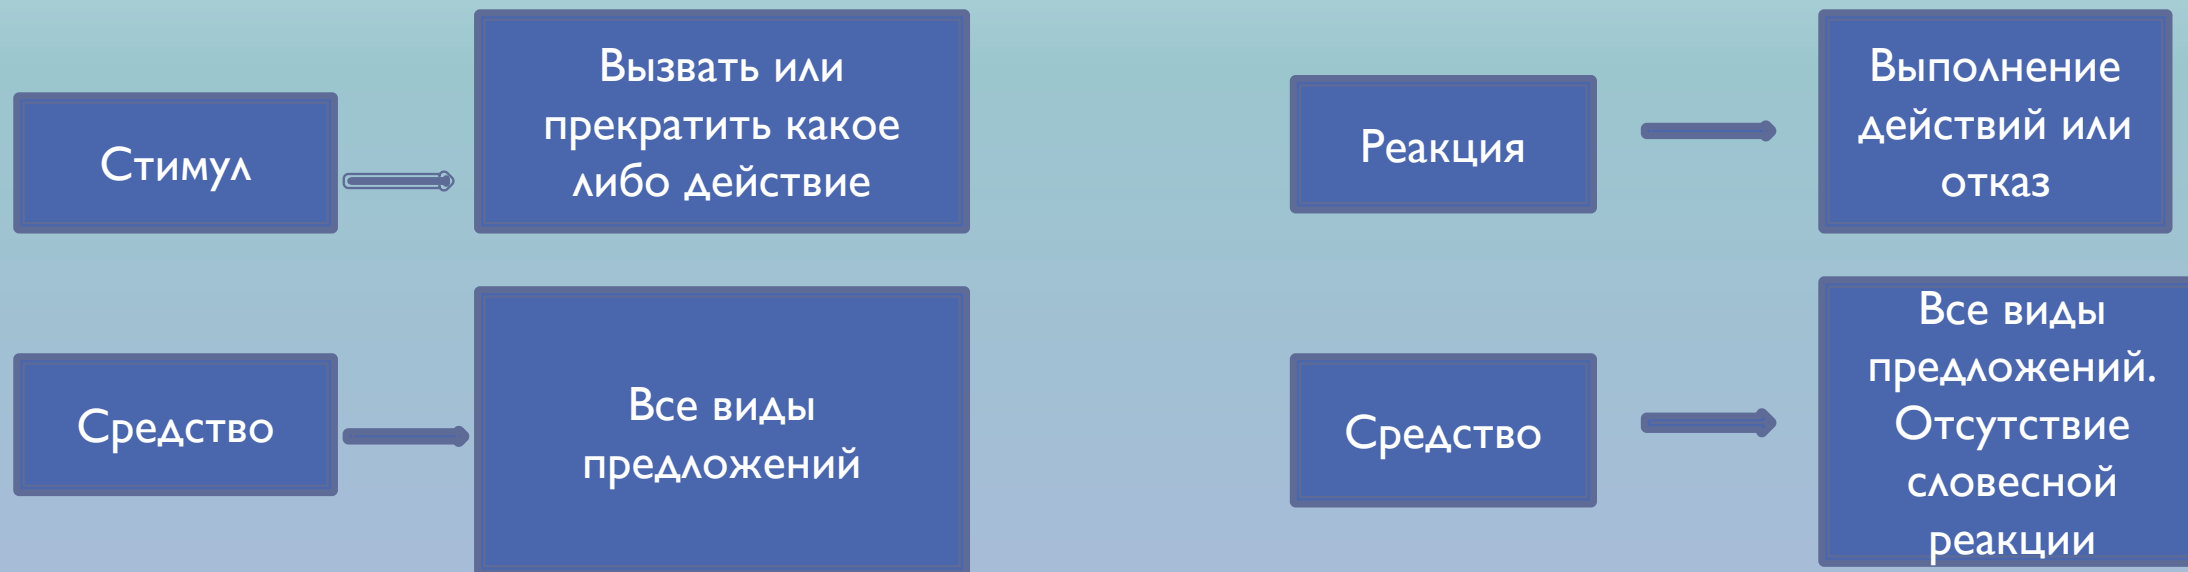 Стимул
Вызвать или
прекратить какое
либо действие
Реакция
Выполнение
действий или
отказ
Средство
Все виды
предложений
Средство
Все виды
предложений.
Отсутствие
словесной
реакции